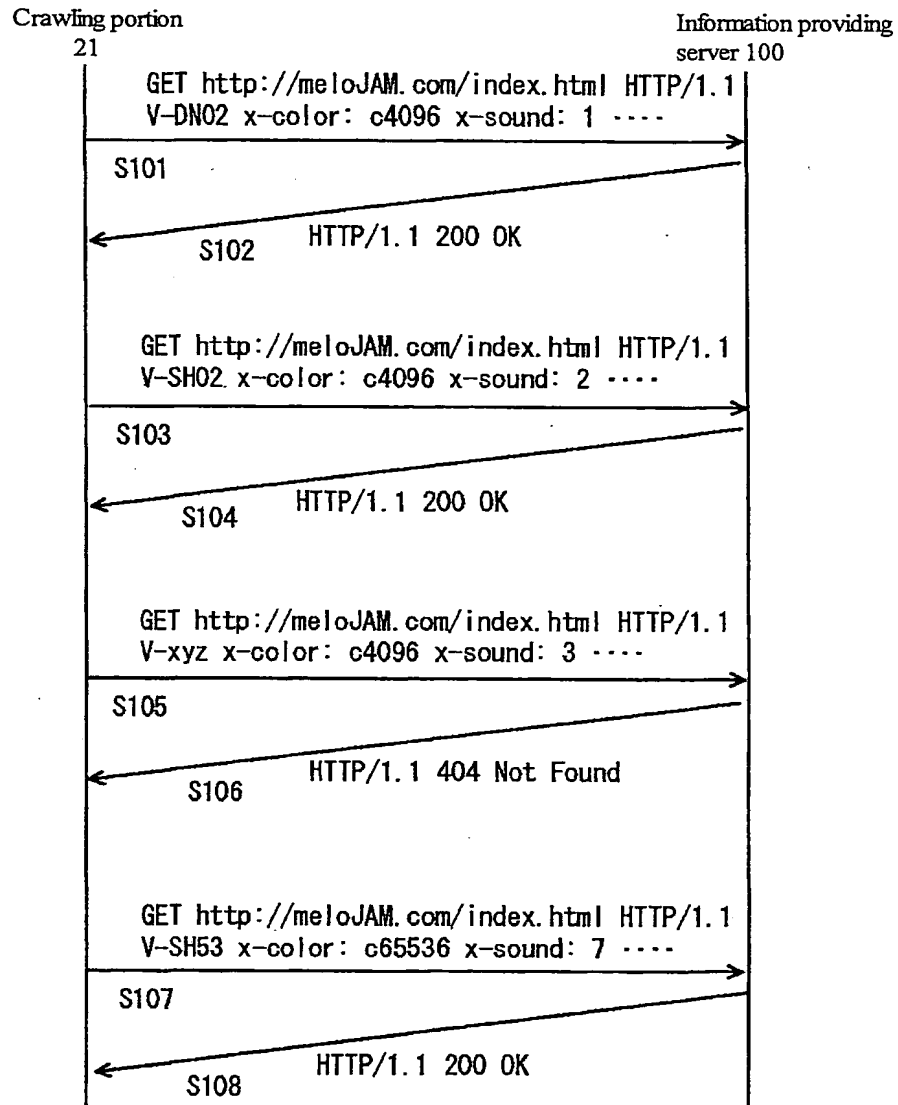 Crawling portion
21
Information providing
server 100
GET http://meloJAM.com/index.html HTTP/1.1
V-DN02 x-color: c4096 x-sound: 1 ····
S101
S102
HTTP/1.1 200 OK
GET http://meloJAM.com/index.html HTTP/1.1
V-SH02 x-color: c4096 x-sound: 2 ····
S103
S104
HTTP/1.1 200 OK
GET http://meloJAM.com/index.html HTTP/1.1
V-xyz x-color: c4096 x-sound: 3 ····
S105
S106
HTTP/1.1 404 Not Found
GET http://meloJAM.com/index.html HTTP/1.1
V-SH53 x-color: c65536 x-sound: 7 ····
S107
S108
HTTP/1.1 200 OK